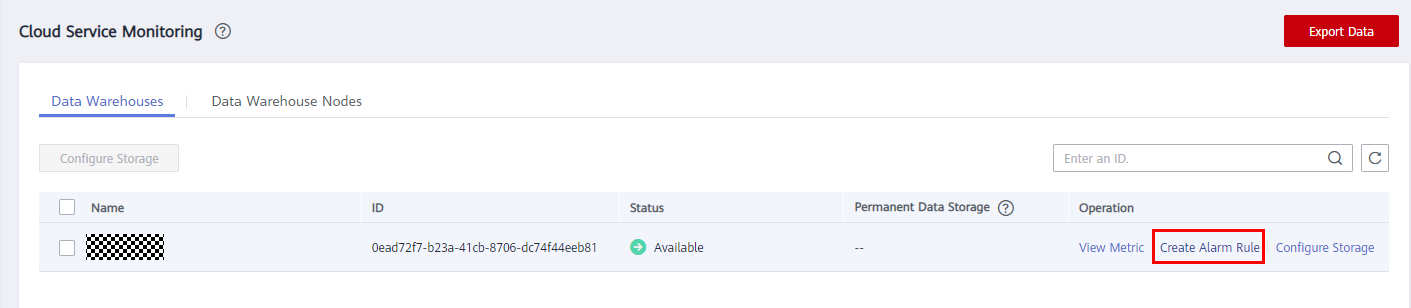 Cloud Service Monitoring ?
Export Data
Data Warehouses
Data Warehouse Nodes
Configure Storage
Enter an ID.
Name ID Status Permanent Data Storage ? Operation
0ead72f7-b23a-41cb-8706-dc74f44eeb81 Available -- View Metric Create Alarm Rule Configure Storage